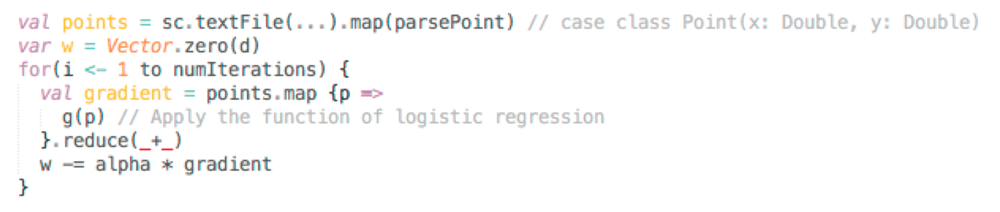 val points = sc.textFile(...).map(parsePoint) // case class Point(x: Double, y: Double)
var w = Vector.zero(d)
for(i <- 1 to numIterations) {
  val gradient = points.map {p =>
    g(p) // Apply the function of logistic regression
  }.reduce(_+_)
  w -= alpha * gradient
}